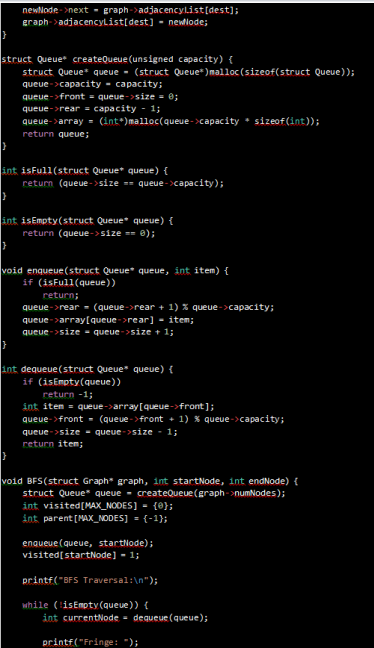 newNode->next = graph->adjacencyList[dest];
graph->adjacencyList[dest] = newNode;
}
struct Queue* createQueue(unsigned capacity) {
struct Queue* queue = (struct Queue*)malloc(sizeof(struct Queue));
queue->capacity = capacity;
queue->front = queue->size = 0;
queue->rear = capacity - 1;
queue->array = (int*)malloc(queue->capacity * sizeof(int));
return queue;
}
int isFull(struct Queue* queue) {
return (queue->size == queue->capacity);
}
int isEmpty(struct Queue* queue) {
return (queue->size == 0);
}
void enqueue(struct Queue* queue, int item) {
if (isFull(queue))
return;
queue->rear = (queue->rear + 1) % queue->capacity;
queue->array[queue->rear] = item;
queue->size = queue->size + 1;
}
int dequeue(struct Queue* queue) {
if (isEmpty(queue))
return -1;
int item = queue->array[queue->front];
queue->front = (queue->front + 1) % queue->capacity;
queue->size = queue->size - 1;
return item;
}
void BFS(struct Graph* graph, int startNode, int endNode) {
struct Queue* queue = createQueue(graph->numNodes);
int visited[MAX_NODES] = {0};
int parent[MAX_NODES] = {-1};
enqueue(queue, startNode);
visited[startNode] = 1;
printf("BFS Traversal:\n");
while (!isEmpty(queue)) {
int currentNode = dequeue(queue);
printf("Fringe: ");